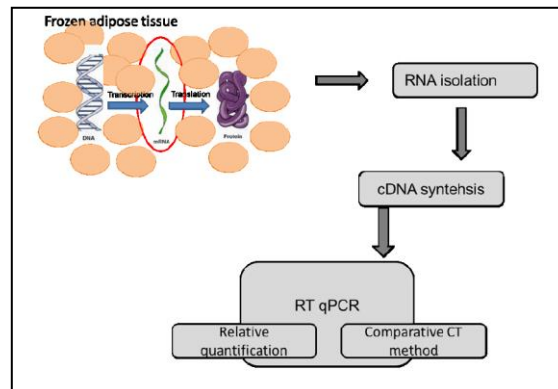 Frozen adipose tissue
Transcription
Translation
DNA
mRNA
Protein
RNA isolation
cDNA syntehsis
RT qPCR
Relative
quantification
Comparative CT
method